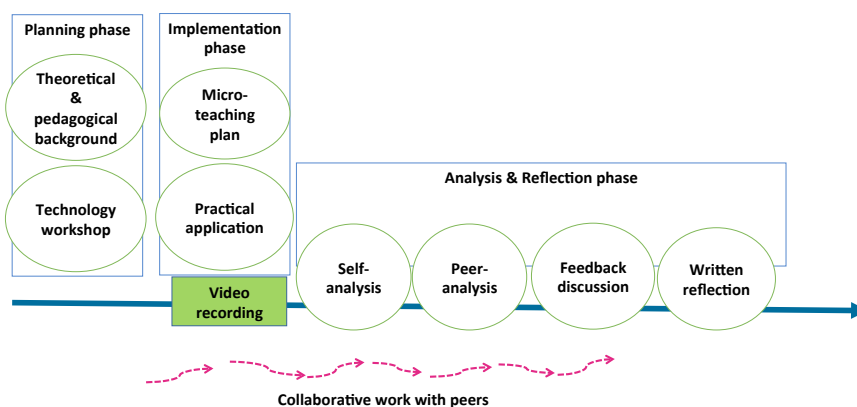 Planning phase
Theoretical
&
pedagogical
background
Technology
workshop
Implementation
phase
Micro-
teaching
plan
Practical
application
Video
recording
Analysis & Reflection phase
Self-
analysis
Peer-
analysis
Feedback
discussion
Written
reflection
Collaborative work with peers